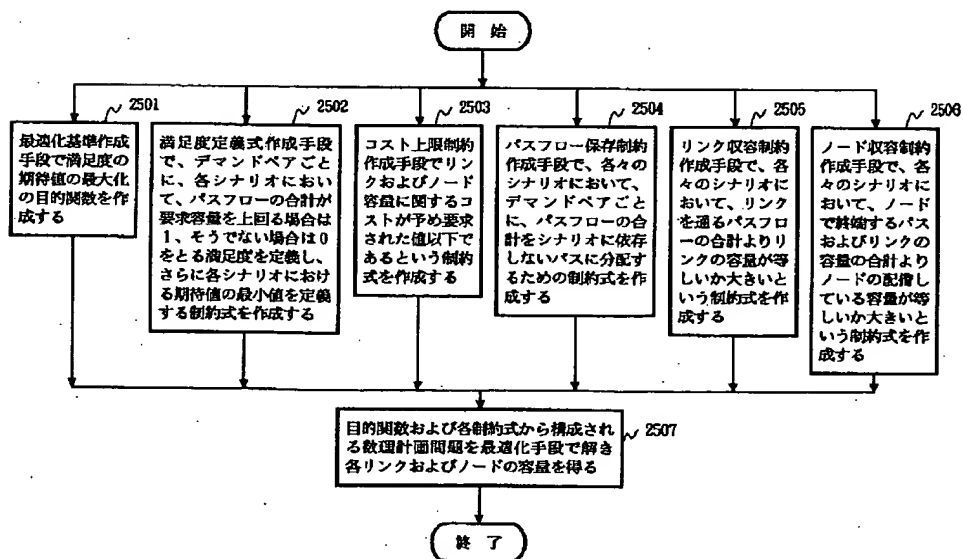 開始
2501
最適化基準作成
手段で満足度の
期待値の最大化
の目的関数を作
成する
2502
満足度定義式作成手段
で、デマンドペアごと
に、各シナリオにおい
て、パスフローの合計が
要求容量を上回る場合は
1、そうでない場合は0
をとる満足度を定義し、
さらに各シナリオにおける
期待値の最小値を定義
する制約式を作成する
2503
コスト上限制約
作成手段でリン
クおよびノード
容量に関するコ
ストが予め要求
された値以下で
あるという制約
式を作成する
2504
パスフロー保存制約
作成手段で、各々の
シナリオにおいて、
デマンドペアごと
に、パスフローの合
計をシナリオに依存
しないパスに分配す
るための制約式を作
成する
2505
リンク収容制約
作成手段で、各
々のシナリオに
おいて、リンク
を通るパスフロ
ーの合計よりリ
ンクの容量が等
しいか大きいと
いう制約式を作
成する
2506
ノード収容制約
作成手段で、各
々のシナリオに
おいて、ノード
で終端するパス
およびリンクの
容量の合計より
ノードの配備し
ている容量が等
しいか大きいと
いう制約式を作
成する
目的関数および各制約式から構成され
る数理計画問題を最適化手段で解き
各リンクおよびノードの容量を得る
2507
終了